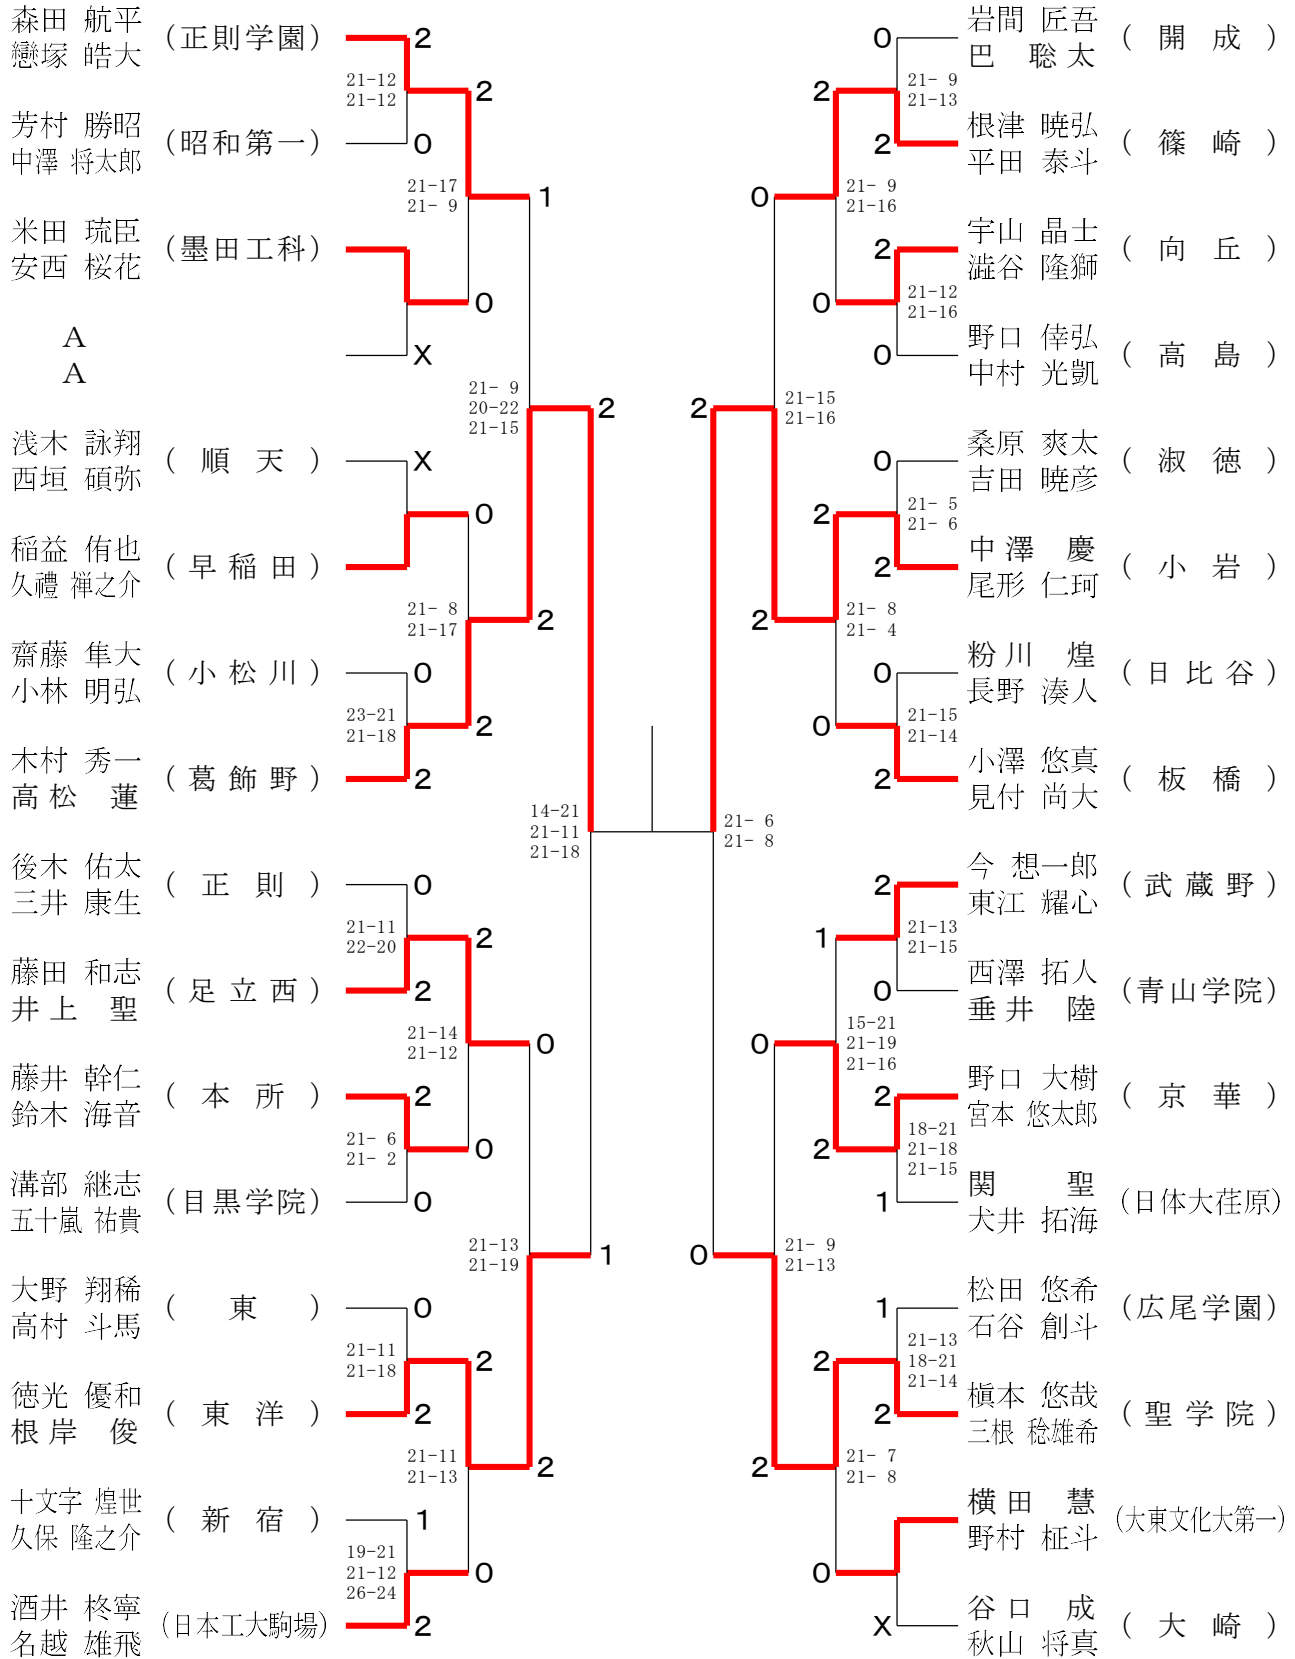 森田 航平
戀塚 皓大
(正則学園)
2
21-12
21-12
2
芳村 勝昭
中澤 将太郎
(昭和第一)
0
21-17
21- 9
1
米田 琉臣
安西 桜花
(墨田工科)
0
A
A
X
21- 9
20-22
21-15
2
浅木 詠翔
西垣 碩弥
(順天)
X
0
稲益 侑也
久禮 禅之介
(早稲田)
21- 8
21-17
2
齋藤 隼大
小林 明弘
(小松川)
0
23-21
21-18
2
木村 秀一
高松 蓮
(葛飾野)
2
14-21
21-11
21-18
後木 佑太
三井 康生
(正則)
0
21-11
22-20
2
藤田 和志
井上 聖
(足立西)
2
21-14
21-12
0
藤井 幹仁
鈴木 海音
(本所)
2
21- 6
21- 2
0
溝部 継志
五十嵐 祐貴
(目黒学院)
0
21-13
21-19
1
大野 翔稀
高村 斗馬
(東)
0
21-11
21-18
2
徳光 優和
根岸 俊
(東洋)
2
21-11
21-13
2
十文字 煌世
久保 隆之介
(新宿)
1
19-21
21-12
26-24
0
酒井 柊寧
名越 雄飛
(日本工大駒場)
2
0
岩間 匠吾
巴 聡太
(開成)
2
21- 9
21-13
2
根津 暁弘
平田 泰斗
(篠崎)
0
21- 9
21-16
2
宇山 晶士
澁谷 隆獅
(向丘)
0
21-12
21-16
0
野口 倖弘
中村 光凱
(高島)
2
21-15
21-16
0
桑原 爽太
吉田 暁彦
(淑徳)
2
21- 5
21- 6
2
中澤 慶
尾形 仁珂
(小岩)
2
21- 8
21- 4
0
粉川 煌
長野 湊人
(日比谷)
0
21-15
21-14
2
小澤 悠真
見付 尚大
(板橋)
21- 6
21- 8
2
今 想一郎
東江 耀心
(武蔵野)
1
21-13
21-15
0
西澤 拓人
垂井 陸
(青山学院)
0
15-21
21-19
21-16
2
野口 大樹
宮本 悠太郎
(京華)
2
18-21
21-18
21-15
1
関 聖
犬井 拓海
(日体大荏原)
0
21- 9
21-13
1
松田 悠希
石谷 創斗
(広尾学園)
2
21-13
18-21
21-14
2
槇本 悠哉
三根 稔雄希
(聖学院)
2
21- 7
21- 8
横田 慧
野村 柾斗
(大東文化大第一)
0
X
谷口 成
秋山 将真
(大崎)